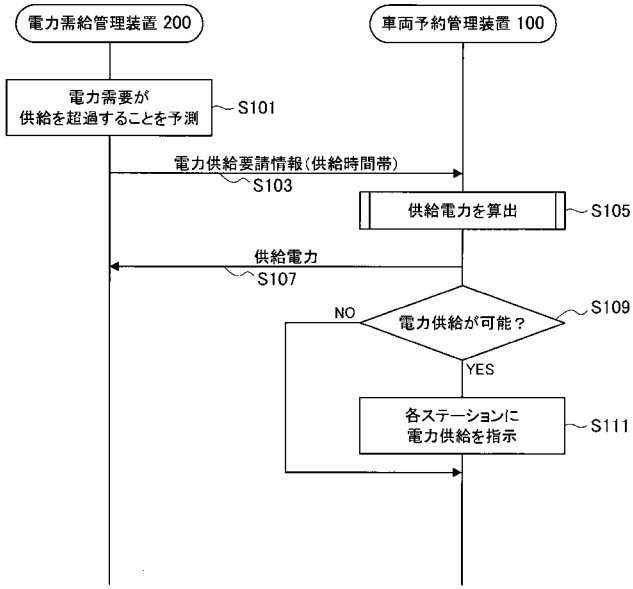 電力需給管理装置 200
車両予約管理装置 100
電力需要が
供給を超過することを予測
S101
電力供給要請情報(供給時間帯)
S103
供給電力を算出
S105
供給電力
S107
電力供給が可能?
S109
NO
YES
各ステーションに
電力供給を指示
S111